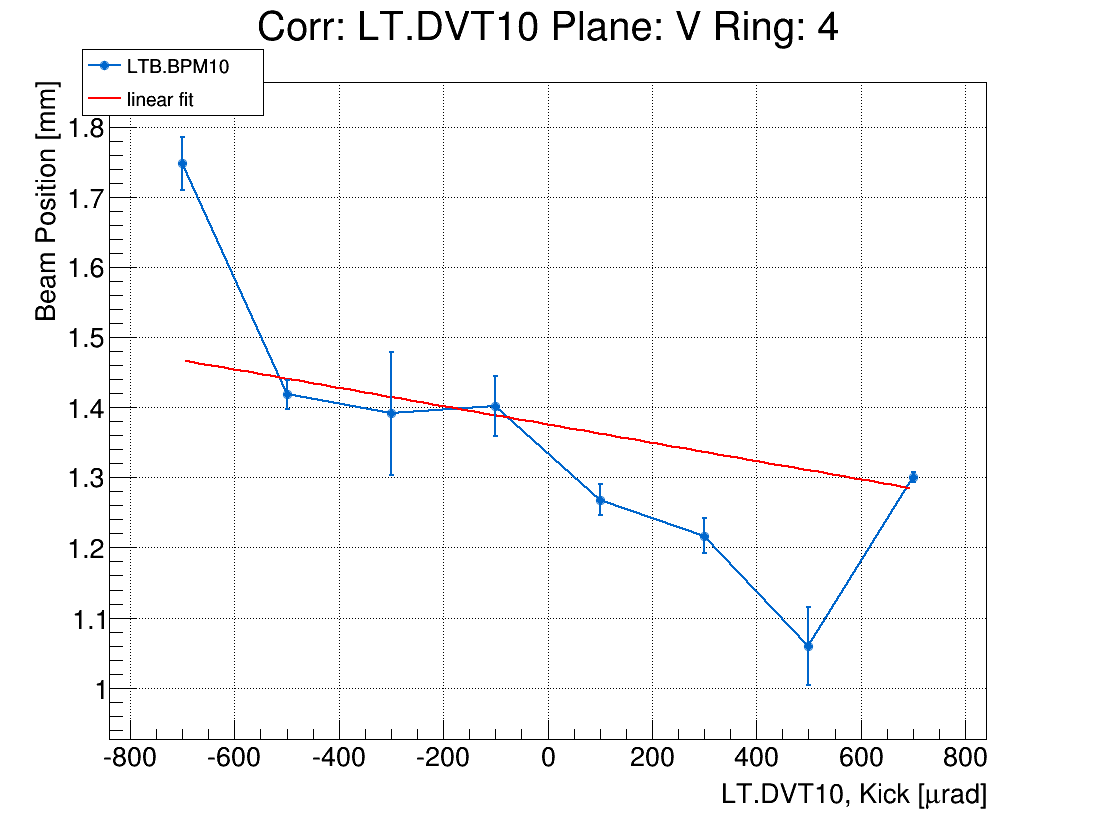 Corr: LT.DVT10 Plane: V Ring: 4
LTB.BPM10
linear fit
Beam Position [mm]
1.8
1.7
1.6
1.5
1.4
1.3
1.2
1.1
1
-800 -600 -400 -200 0 200 400 600 800
LT.DVT10, Kick [μrad]